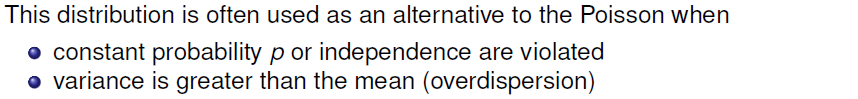 This distribution is often used as an alternative to the Poisson when
constant probability p or independence are violated
variance is greater than the mean (overdispersion)